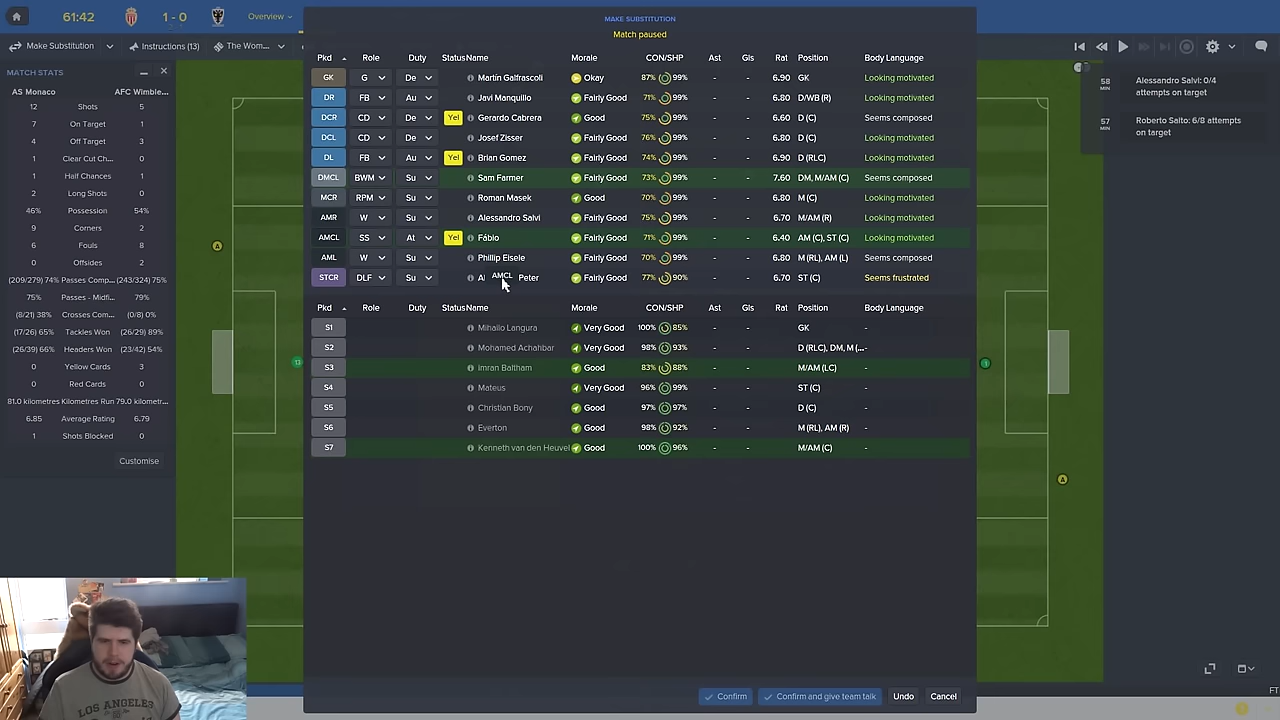 61:42 1 - 0 Overview
Make Substitution Instructions (13) The Wom...
MATCH STATS
AS Monaco AFC Wimble...
12 Shots 5
7 On Target 1
4 Off Target 3
1 Clear Cut Ch... 0
1 Half Chances 1
2 Long Shots 0
46% Possession 54%
9 Corners 2
6 Fouls 8
0 Offsides 2
(209/279) 74% Passes Comp... (243/324) 75%
75% Passes - Midfi... 79%
(8/21) 38% Crosses Com... (0/8) 0%
(17/26) 65% Tackles Won (26/29) 89%
(26/39) 66% Headers Won (23/42) 54%
0 Yellow Cards 3
0 Red Cards 0
81.0 kilometres Kilometres Run 79.0 kilometr...
6.85 Average Rating 6.79
1 Shots Blocked 0
Customise
MAKE SUBSTITUTION
Match paused
Pkd Role Duty Status Name Morale CON/SHP Ast Gls Rat Position Body Language
GK G De Martín Galfrascoli Okay 87% 99% - - 6.90 GK Looking motivated
DR FB Au Javi Manquillo Fairly Good 71% 99% - - 6.80 D/WB (R) Looking motivated
DCR CD De Yel Gerardo Cabrera Good 75% 99% - - 6.60 D (C) Seems composed
DCL CD De Josef Zisser Fairly Good 76% 99% - - 6.80 D (C) Looking motivated
DL FB Au Yel Brian Gomez Fairly Good 74% 99% - - 6.90 D (RLC) Looking motivated
DMCL BWM Su Sam Farmer Fairly Good 73% 99% - - 7.60 DM, M/AM (C) Seems composed
MCR RPM Su Roman Masek Good 70% 99% - - 6.80 M (C) Looking motivated
AMR W Su Alessandro Salvi Fairly Good 75% 99% - - 6.70 M/AM (R) Looking motivated
AMCL SS At Yel Fábio Fairly Good 71% 99% - - 6.40 AM (C), ST (C) Looking motivated
AML W Su Phillip Eisele Fairly Good 70% 99% - - 6.80 M (RL), AM (L) Seems composed
STCR DLF Su Al AMCL Peter Fairly Good 77% 90% - - 6.70 ST (C) Seems frustrated
Pkd Role Duty Status Name Morale CON/SHP Ast Gls Rat Position Body Language
S1 Mihailo Langura Very Good 100% 85% - - GK -
S2 Mohamed Achahbar Very Good 98% 93% - - D (RLC), DM, M (... -
S3 Imran Baltham Good 83% 88% - - M/AM (LC) -
S4 Mateus Very Good 96% 99% - - ST (C) -
S5 Christian Bony Good 97% 97% - - D (C) -
S6 Everton Good 98% 92% - - M (RL), AM (R) -
S7 Kenneth van den Heuvel Good 100% 96% - - M/AM (C) -
Confirm Confirm and give team talk Undo Cancel
58 MIN Alessandro Salvi: 0/4
attempts on target
57 MIN Roberto Salto: 6/8 attempts
on target
A
13
1
A
FT
LOS ANGELES